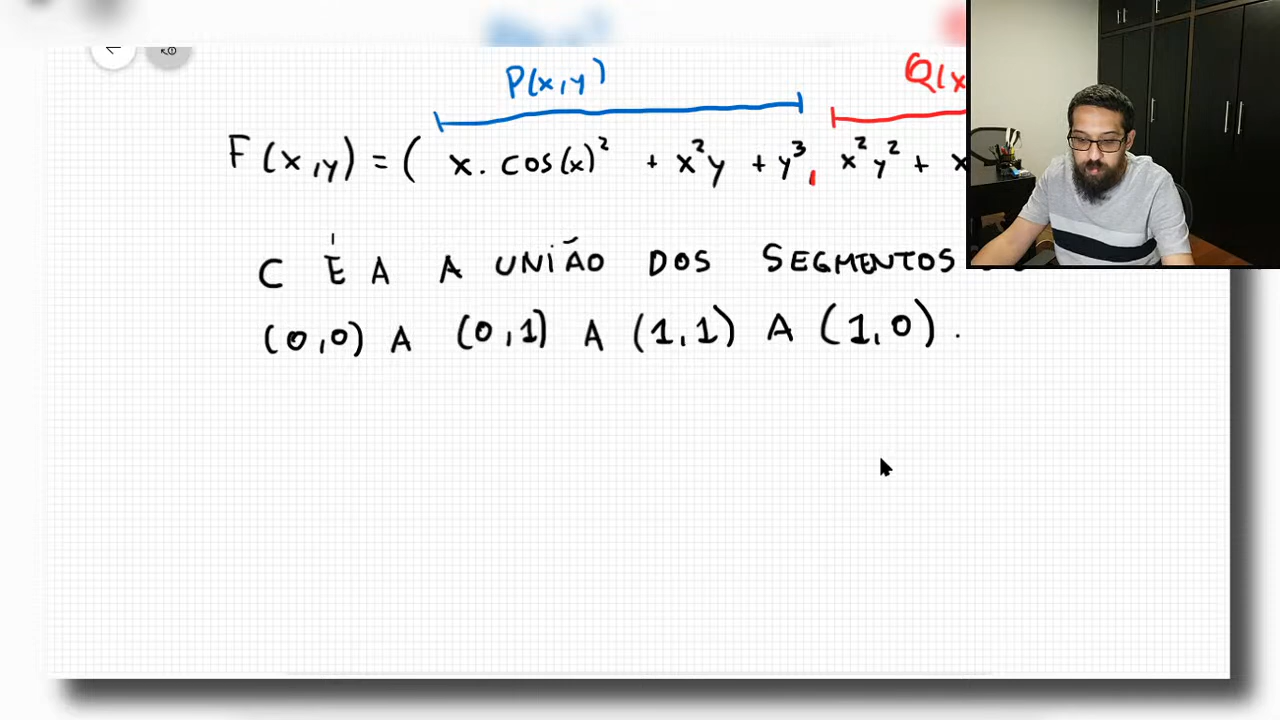 P(x,y) Q(x
F(x,y) = ( x. cos(x)² + x²y + y³, x²y² + x
C É A A UNIÃO DOS SEGMENTOS
(0,0) A (0,1) A (1,1) A (1,0).